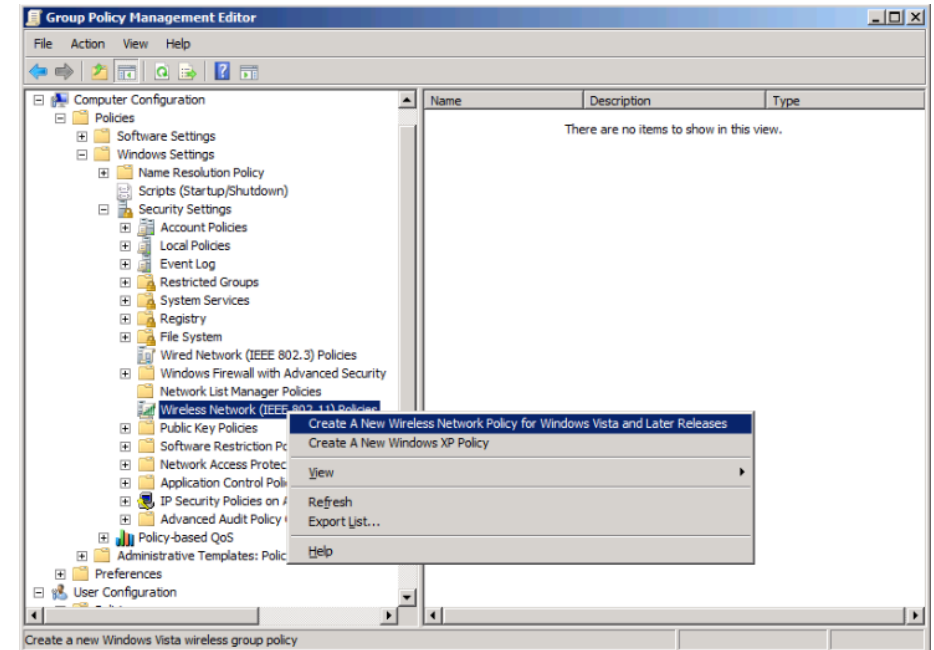 Group Policy Management Editor
File Action View Help
Computer Configuration
Policies
Software Settings
Windows Settings
Name Resolution Policy
Scripts (Startup/Shutdown)
Security Settings
Account Policies
Local Policies
Event Log
Restricted Groups
System Services
Registry
File System
Wired Network (IEEE 802.3) Policies
Windows Firewall with Advanced Security
Network List Manager Policies
Wireless Network (IEEE 802.11) Policies
Public Key Policies
Software Restriction Po
Network Access Protec
Application Control Poli
IP Security Policies on A
Advanced Audit Policy
Policy-based QoS
Administrative Templates: Polic
Preferences
User Configuration
Name Description Type
There are no items to show in this view.
Create A New Wireless Network Policy for Windows Vista and Later Releases
Create A New Windows XP Policy
View
Refresh
Export List...
Help
Create a new Windows Vista wireless group policy